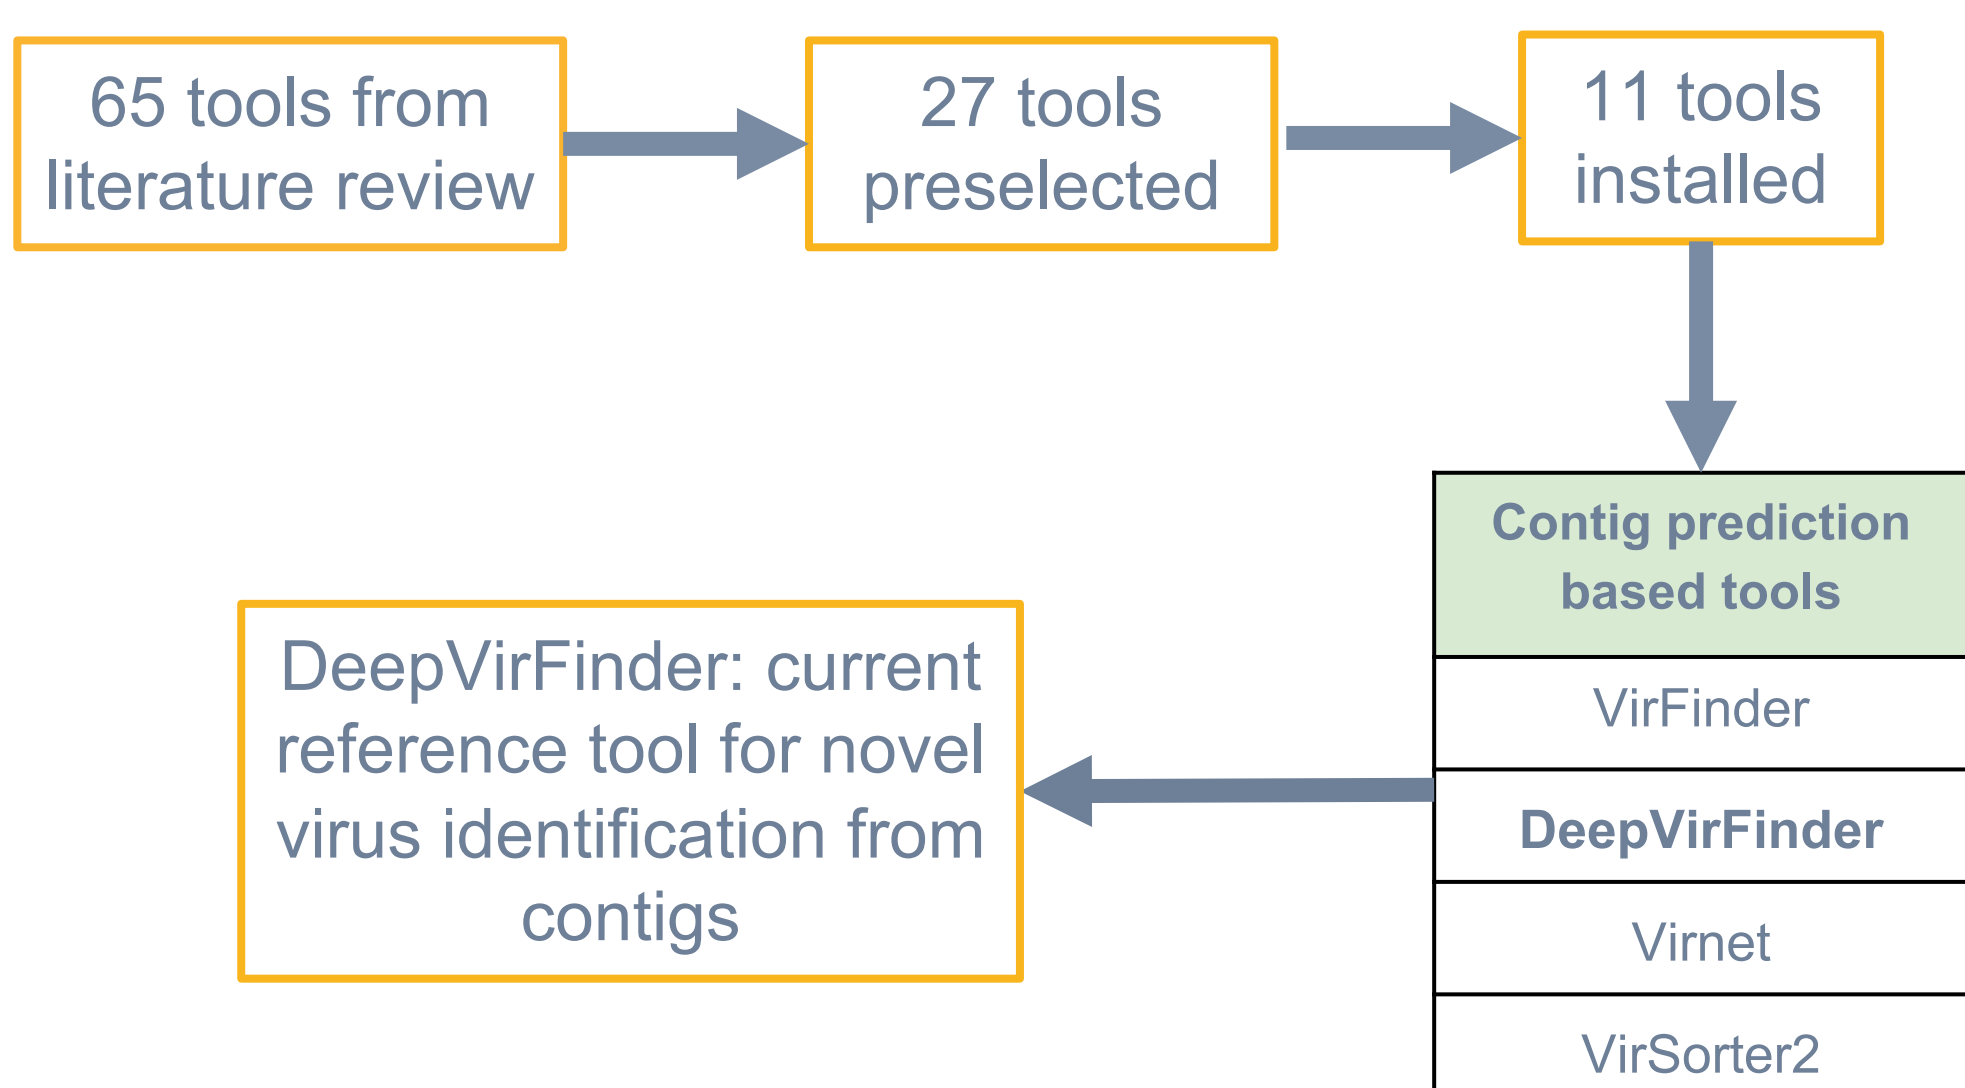 65 tools from
literature review
27 tools
preselected
11 tools
installed
Contig prediction
based tools
VirFinder
DeepVirFinder
Virnet
VirSorter2
DeepVirFinder: current
reference tool for novel
virus identification from
contigs